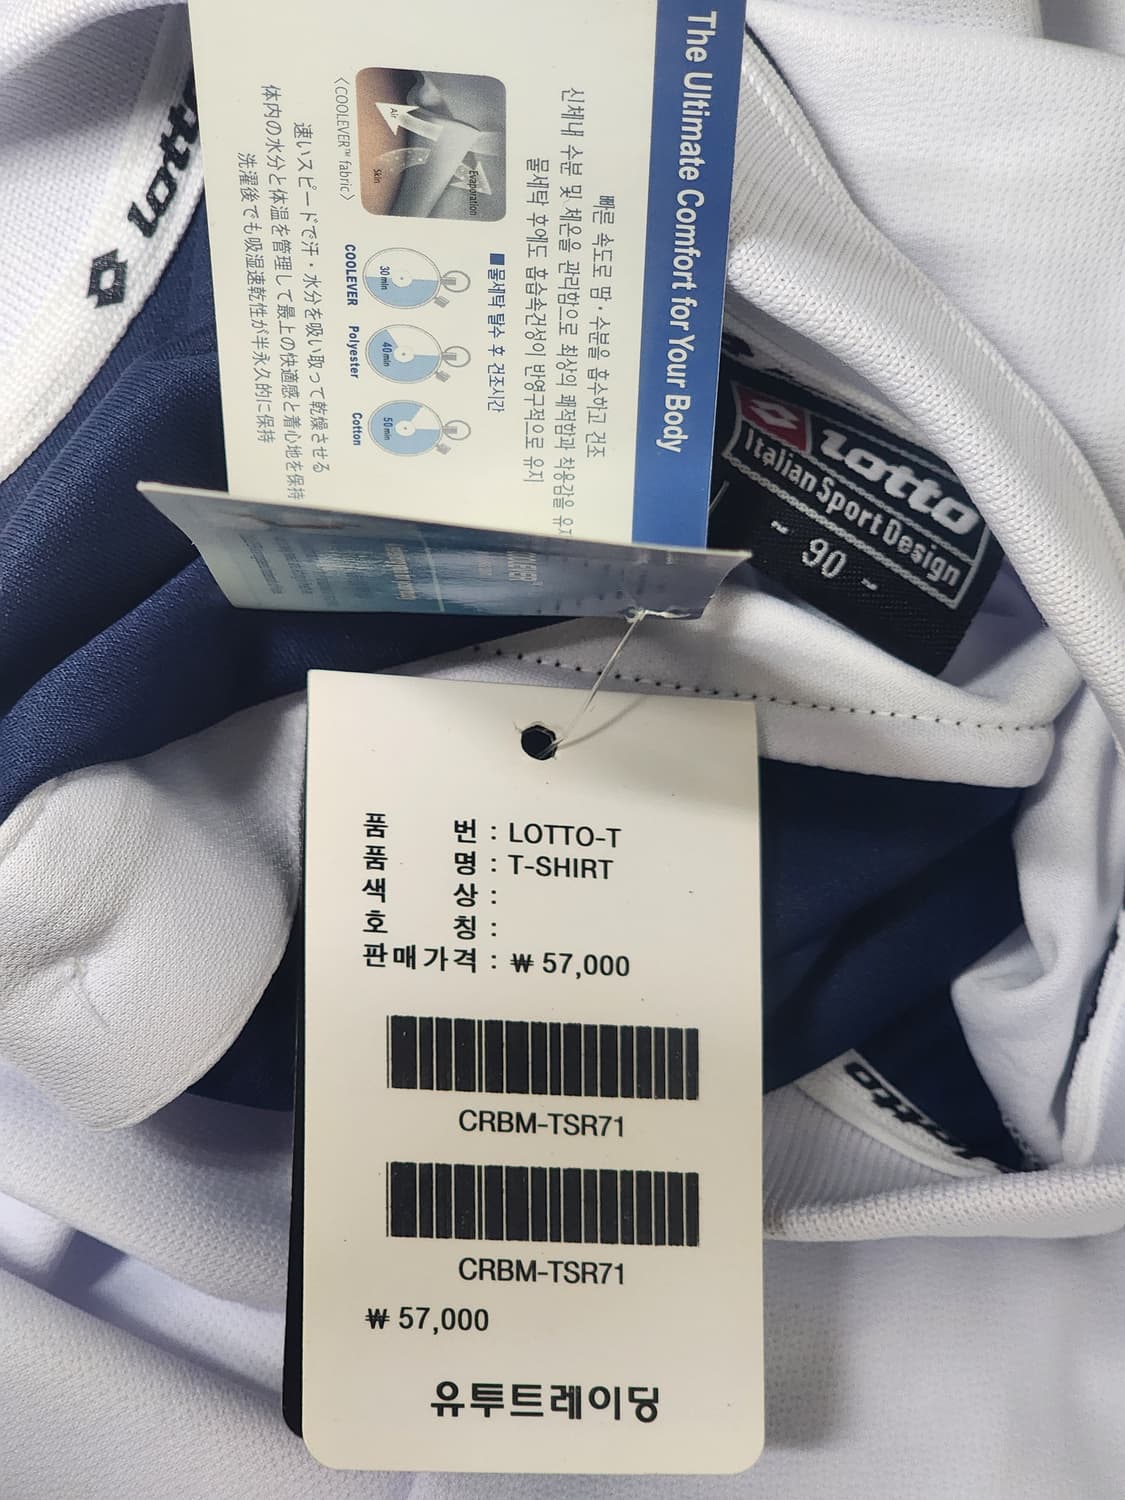 The Ultimate Comfort for Your Body
빠른 속도로 땀·수분을 흡수하고 건조
신체내 수분 및 체온을 관리함으로 최상의 쾌적함과 착용감을 유지
물세탁 후에도 흡습속건성이 반영구적으로 유지
■물세탁 탈수 후 건조시간
Air
Skin
Evaporation
<COOLEVER™ fabric>
30min
40min
50min
COOLEVER
Polyester
Cotton
速いスピードで汗・水分を吸い取って乾燥させる
体内の水分と体温を管理して最上の快適感と着心地を保持
洗濯後でも吸湿速乾性が半永久的に保持
lotto
lotto
Italian Sport Design
~ 90 ~
품 번 : LOTTO-T
품 명 : T-SHIRT
색 상 :
호 칭 :
판매가격 : ₩ 57,000
CRBM-TSR71
CRBM-TSR71
₩ 57,000
유투트레이딩